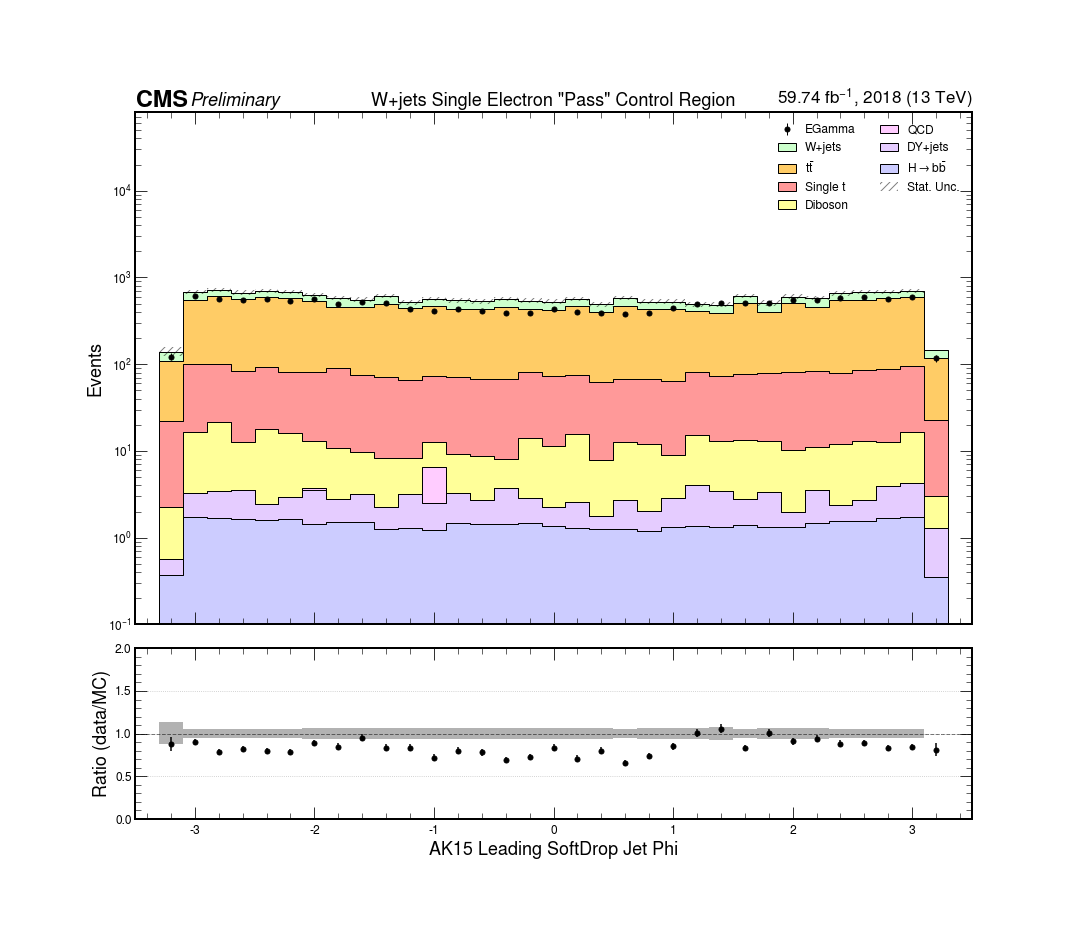 CMS Preliminary W+jets Single Electron "Pass" Control Region 59.74 fb⁻¹, 2018 (13 TeV)
EGamma QCD
W+jets DY+jets
tt̄ H→bb̄
Single t Stat. Unc.
Diboson
Events
10⁴
10³
10²
10¹
10⁰
10⁻¹
Ratio (data/MC)
2.0
1.5
1.0
0.5
0.0
-3 -2 -1 0 1 2 3
AK15 Leading SoftDrop Jet Phi